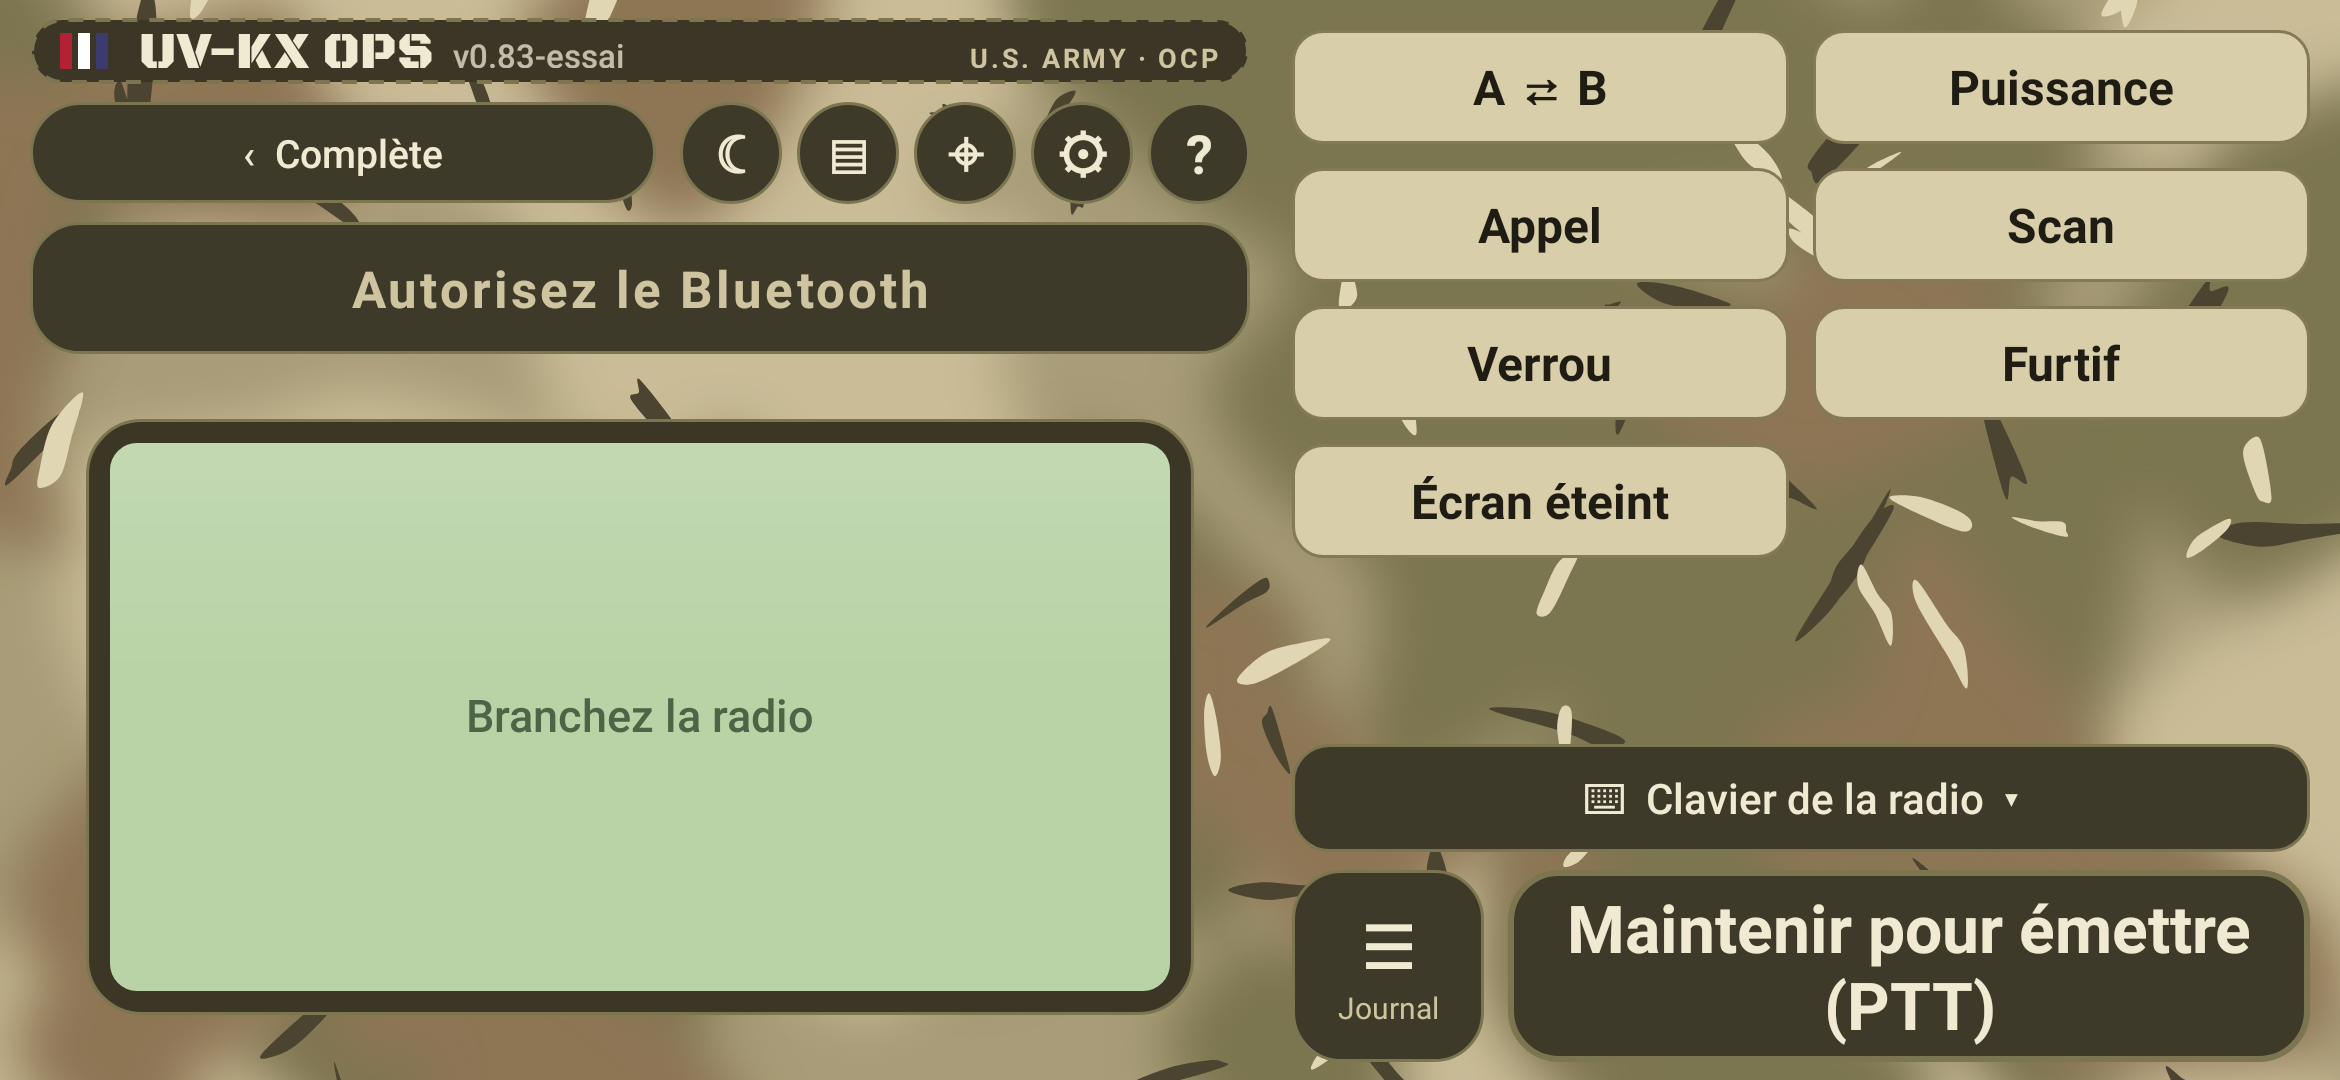 UV-KX OPS v0.83-essai U.S. ARMY · OCP
‹ Complète
?
Autorisez le Bluetooth
Branchez la radio
A ⇄ B
Puissance
Appel
Scan
Verrou
Furtif
Écran éteint
Clavier de la radio ▾
Journal
Maintenir pour émettre
(PTT)